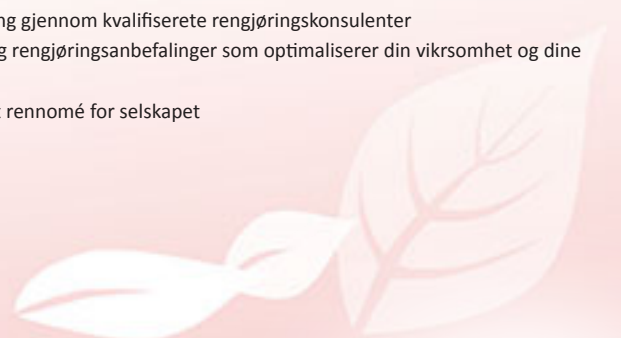 ng gjennom kvalifiserete rengjøringskonsulenter
g rengjøringsanbefalinger som optimaliserer din vikrsomhet og dine
t rennomé for selskapet